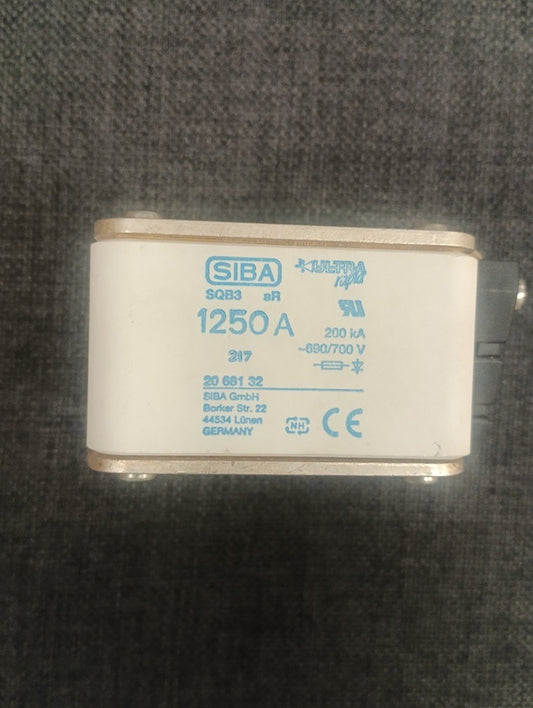 SIBA
ULTRA
rapid
SQB3 aR
1250 A
200 kA
~690/700 V
217
20 661 32
SIBA GmbH
Borker Str. 22
44534 Lünen
GERMANY
NH
CE